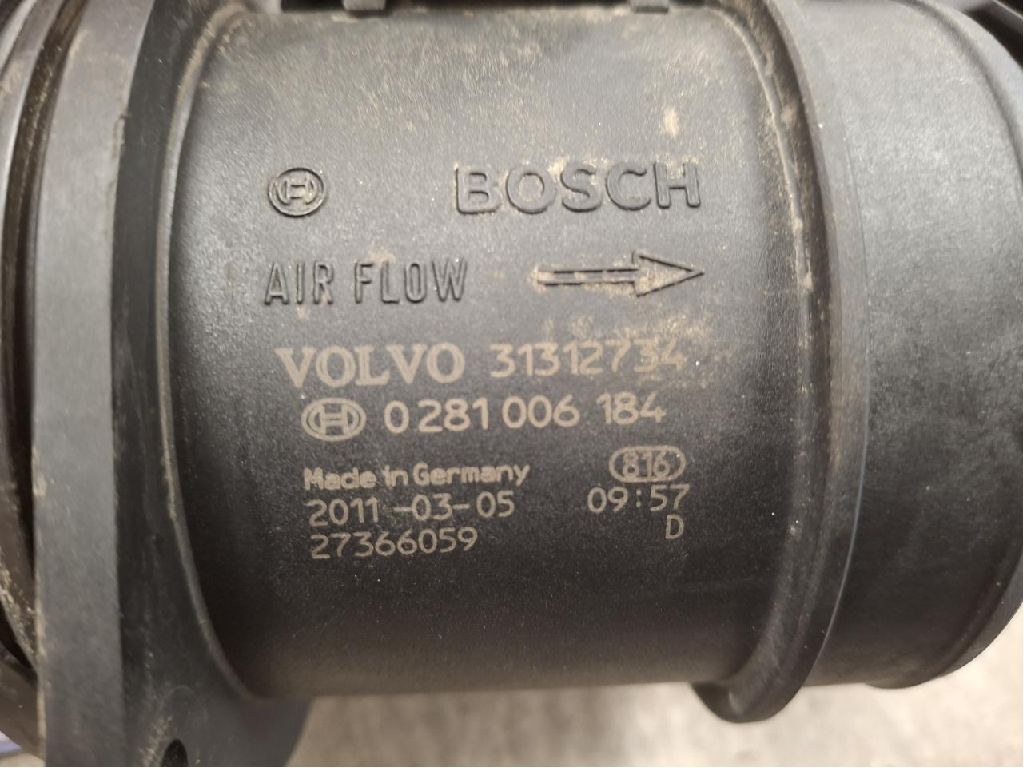 BOSCH
AIR FLOW
VOLVO 31312734
0 281 006 184
Made in Germany 816
2011-03-05 09:57
27366059 D